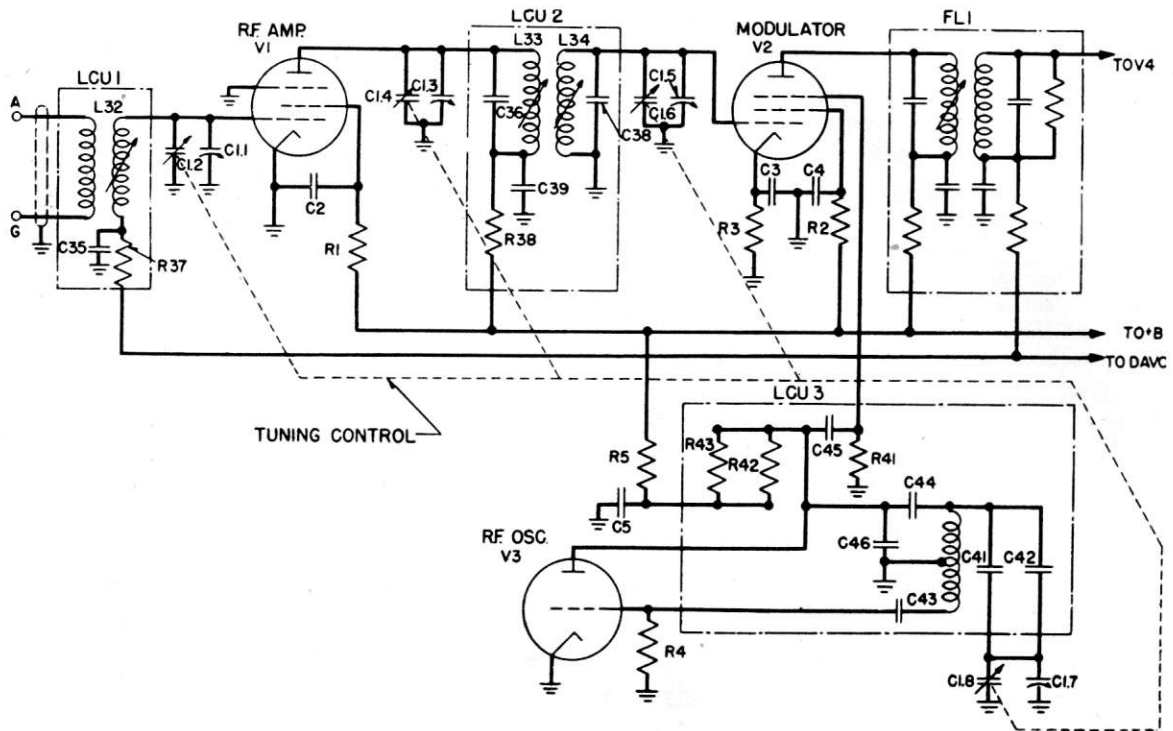 LCU 2
FL1
R.F. AMP.
V1
MODULATOR
V2
L33
L34
TO V4
LCU 1
A
L32
C1.4
C1.3
C1.5
C1.6
C36
C38
C1.2
C1.1
C39
C3
C4
C2
G
C35
R37
R1
R38
R3
R2
TO+B
TO DAVC
LCU 3
TUNING CONTROL
R43
R42
C45
R41
R5
C44
C5
R.F. OSC.
V3
C46
C41
C42
C43
R4
C1.8
C1.7